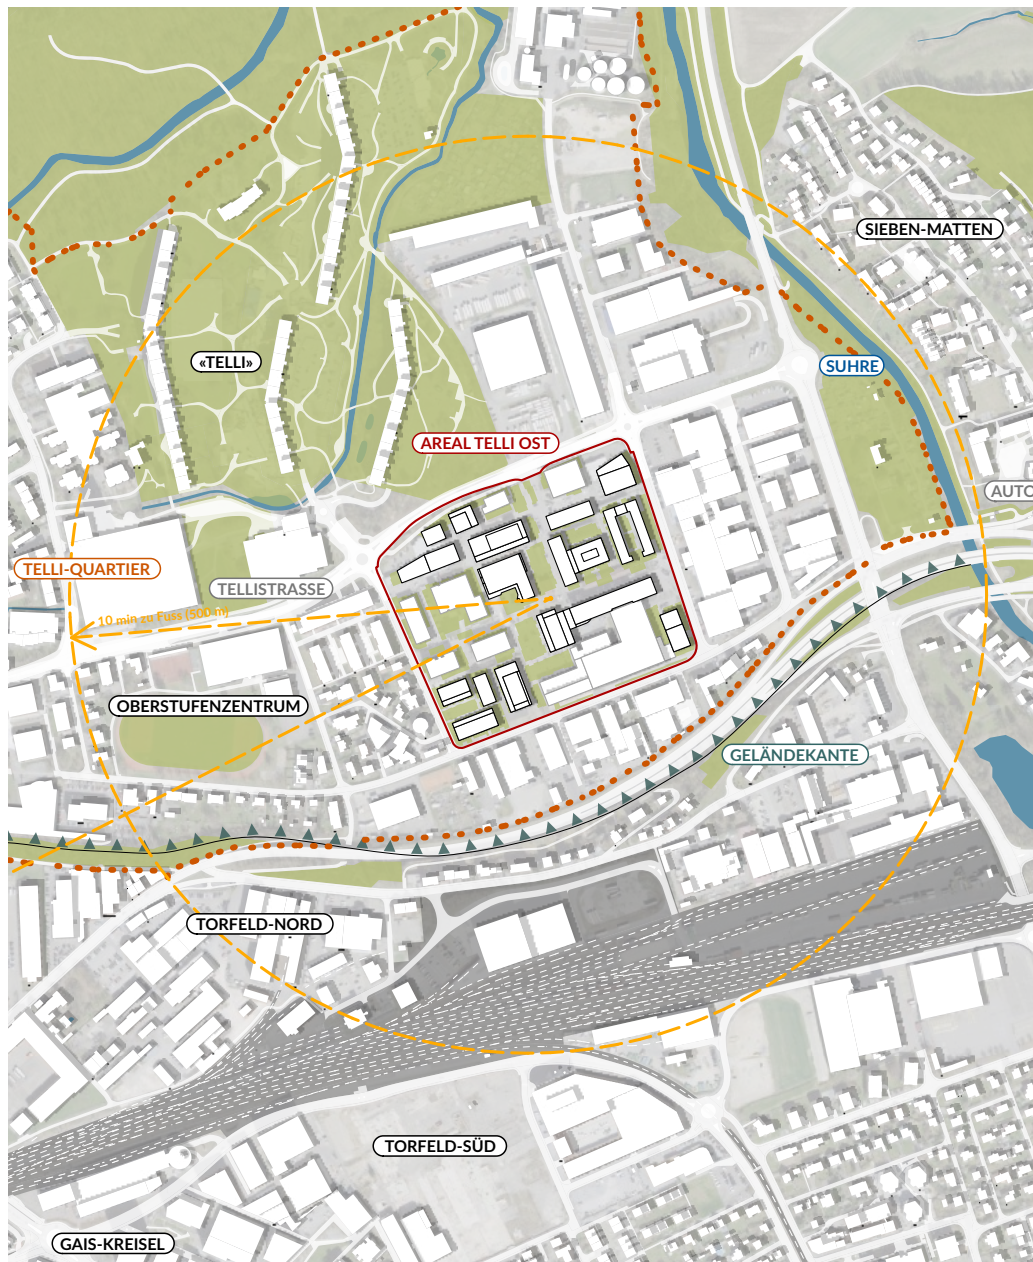 SIEBEN-MATTEN
«TELLI»
SUHRE
AREAL TELLI OST
AUTO
TELLI-QUARTIER
TELLISTRASSE
10 min zu Fuss (500 m)
OBERSTUFENZENTRUM
GELÄNDEKANTE
TORFELD-NORD
TORFELD-SÜD
GAIS-KREISEL